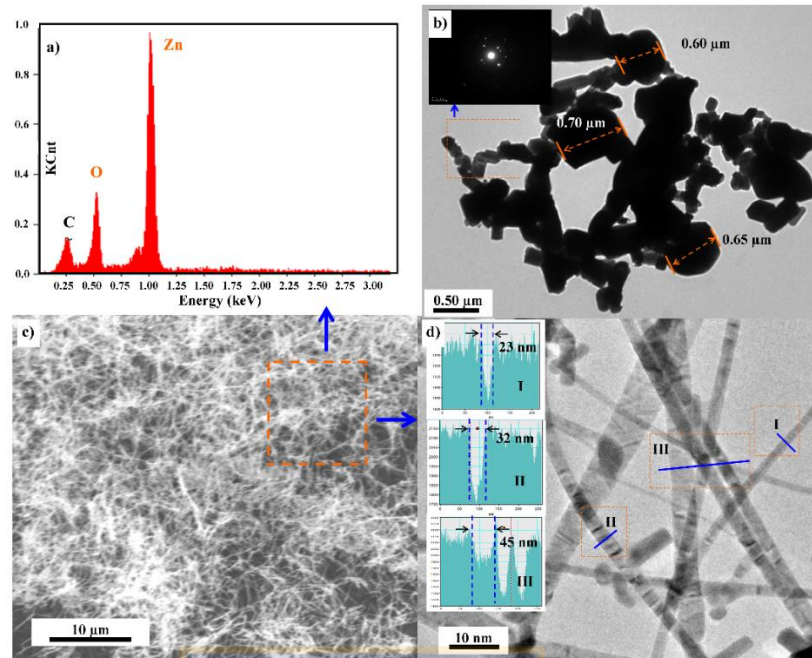 a)
1.0
0.8
0.6
0.4
0.2
0.0
KCnt
C
O
Zn
0.25 0.50 0.75 1.00 1.25 1.50 1.75 2.00 2.25 2.50 2.75 3.00
Energy (keV)
b)
0.60 µm
0.70 µm
0.65 µm
0.50 µm
c)
10 µm
d)
23 nm
I
32 nm
II
45 nm
III
I
III
II
10 nm